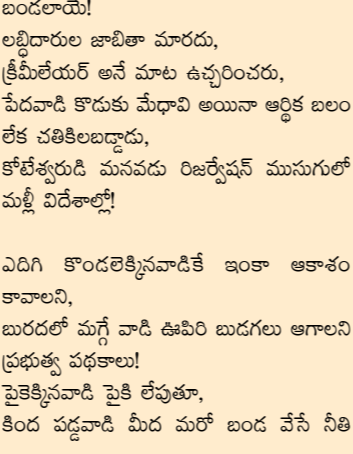 బండలాయె!
లబ్ధిదారుల జాబితా మారదు,
క్రీమీలేయర్ అనే మాట ఉచ్చరించరు,
పేదవాడి కొడుకు మేధావి అయినా ఆర్థిక బలం
లేక చతికిలబడ్డాడు,
కోటేశ్వరుడి మనవడు రిజర్వేషన్ ముసుగులో
మళ్లీ విదేశాల్లో!
ఎదిగి కొండలెక్కినవాడికే ఇంకా ఆకాశం
కావాలని,
బురదలో మగ్గే వాడి ఊపిరి బుడగలు ఆగాలని
ప్రభుత్వ పథకాలు!
పైకెక్కినవాడి పైకి లేపుతూ,
కింద పడ్డవాడి మీద మరో బండ వేసే నీతి